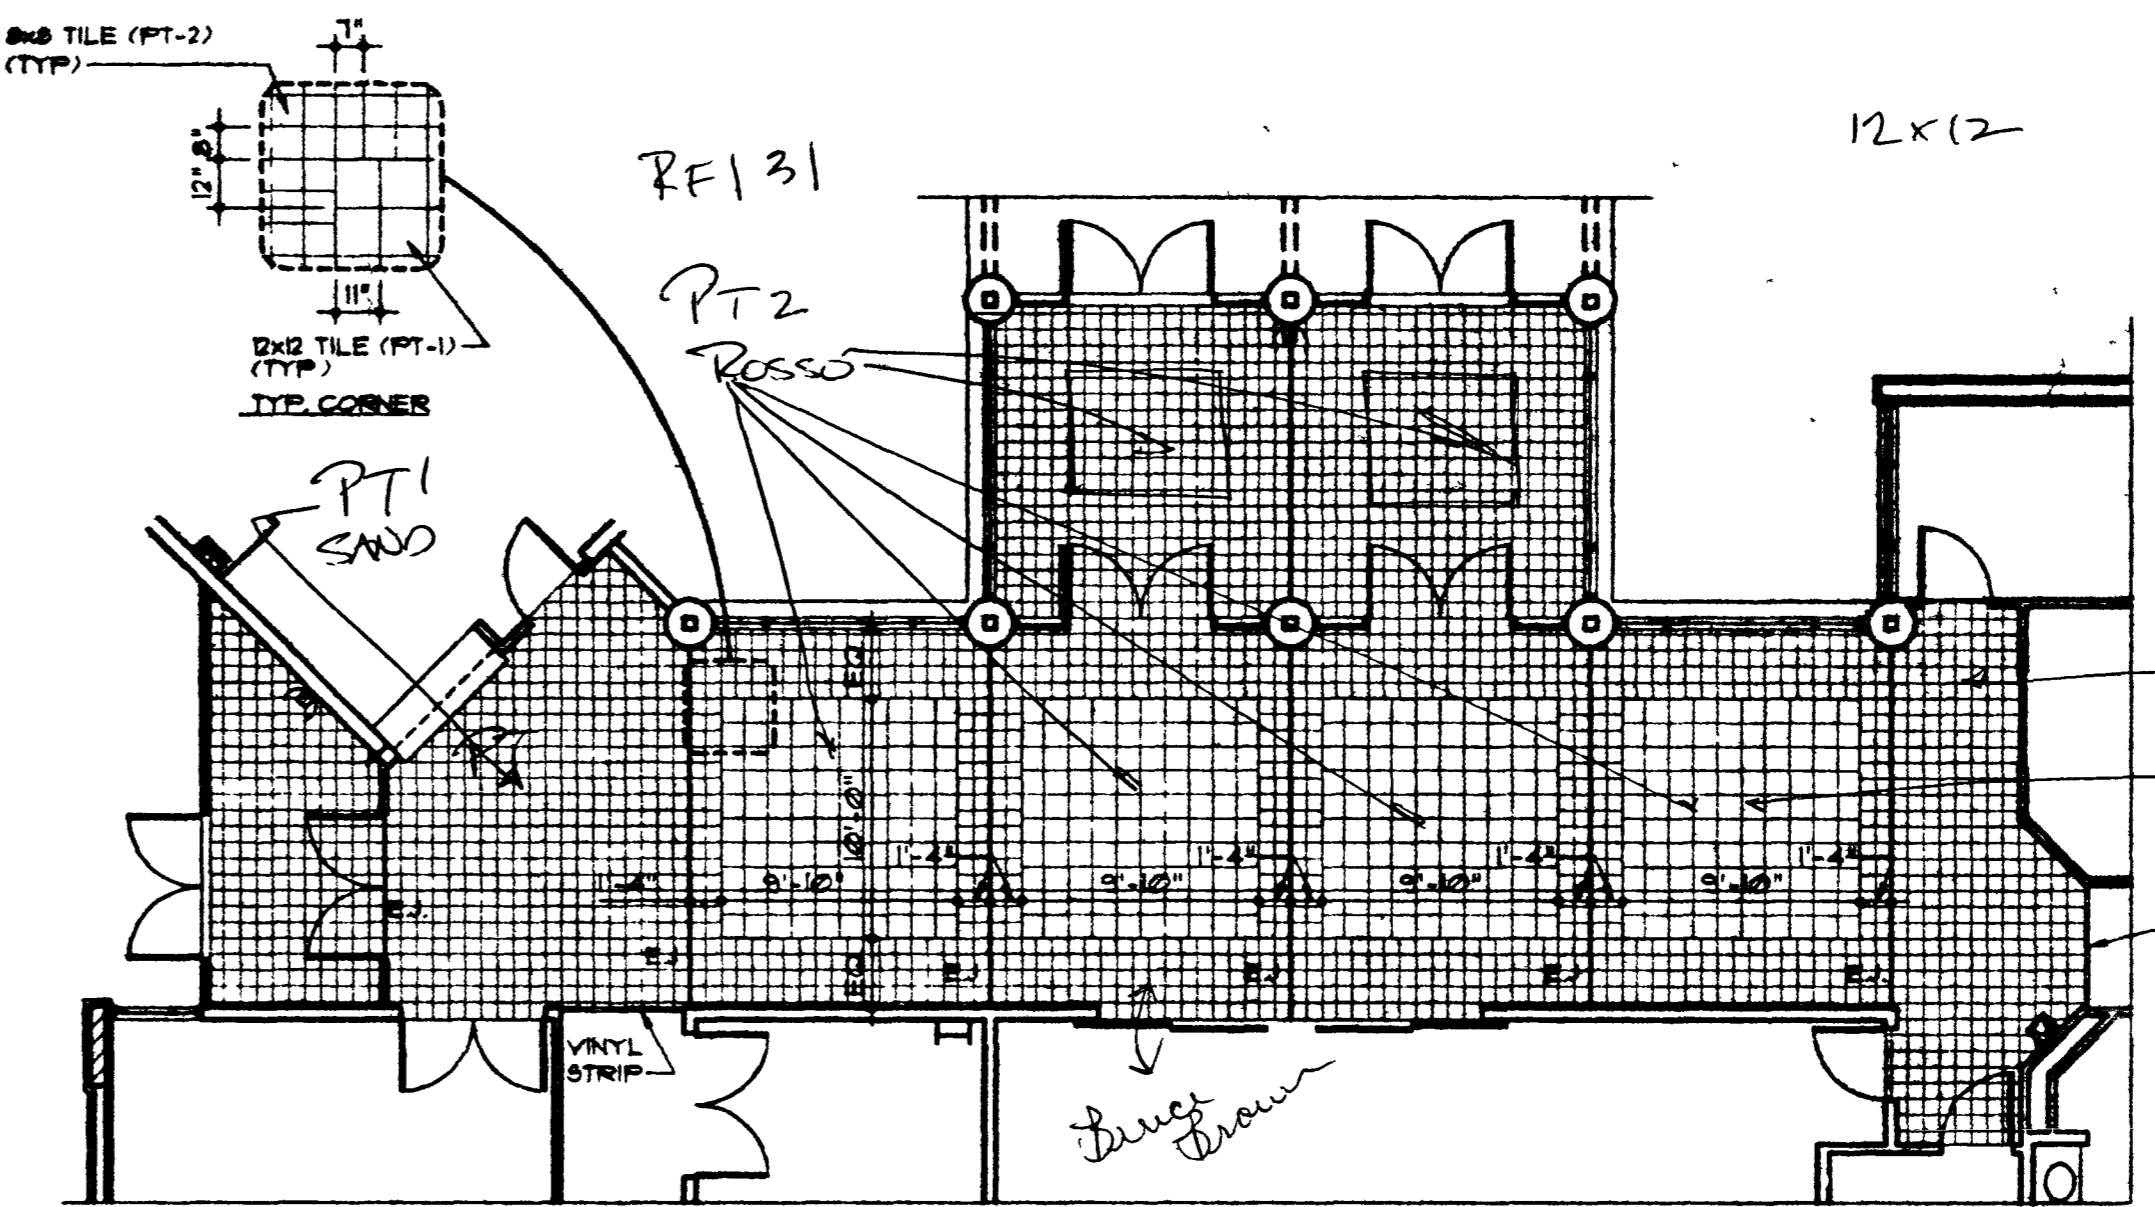 8x8 TILE (PT-2)
(TYP)
7"
8"
12"
11"
12x12 TILE (PT-1)
(TYP)
TYP. CORNER
RFI 31
12x12
PT2
ROSSO
PT1
SAND
EQ
10'-0"
EQ
1'-4"
9'-10"
1'-4"
9'-10"
1'-4"
9'-10"
1'-4"
9'-10"
1'-4"
E.J.
E.J.
E.J.
E.J.
E.J.
E.J.
VINYL
STRIP
Bruce
Brown